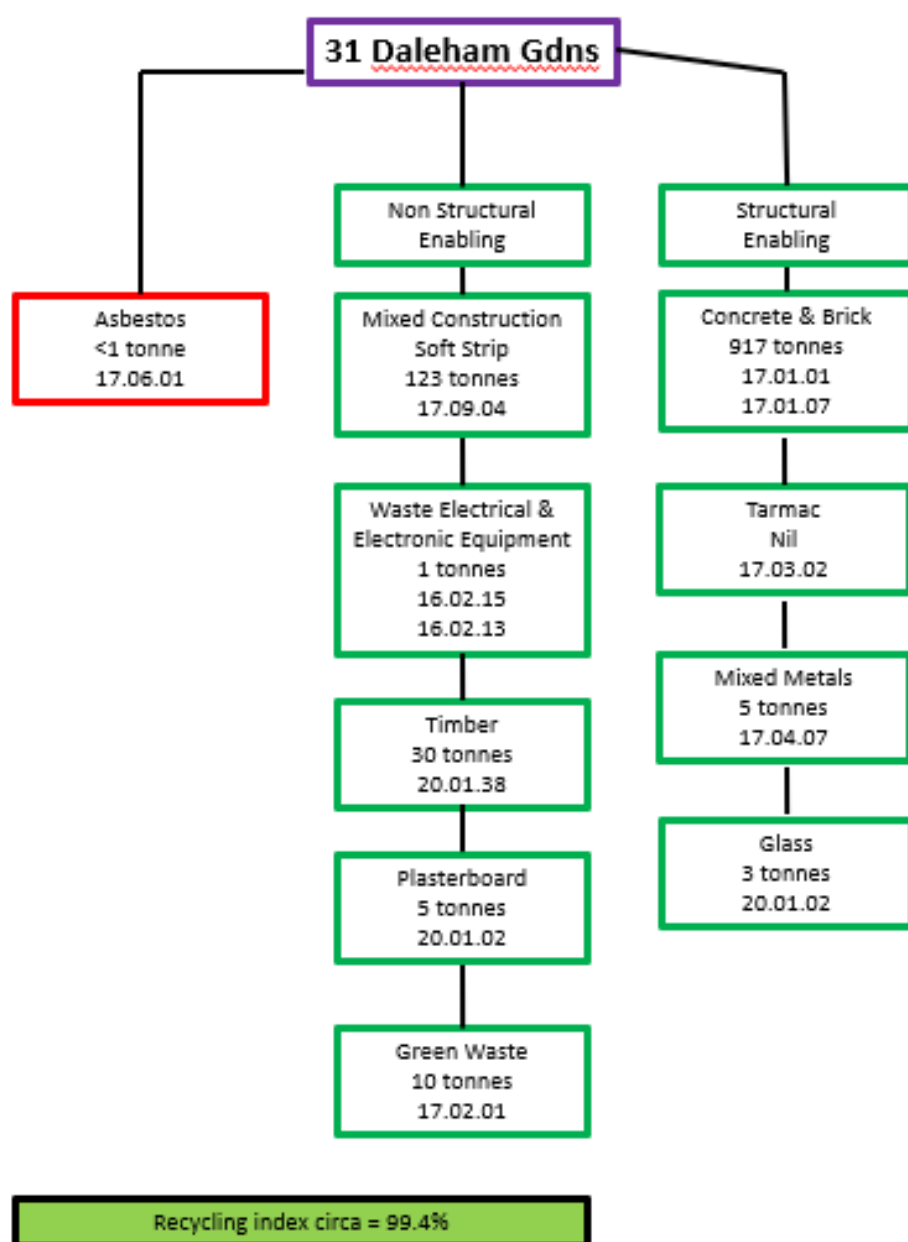 31 Daleham Gdns
Asbestos
<1 tonne
17.06.01
Non Structural
Enabling
Mixed Construction
Soft Strip
123 tonnes
17.09.04
Waste Electrical &
Electronic Equipment
1 tonnes
16.02.15
16.02.13
Timber
30 tonnes
20.01.38
Plasterboard
5 tonnes
20.01.02
Green Waste
10 tonnes
17.02.01
Structural
Enabling
Concrete & Brick
917 tonnes
17.01.01
17.01.07
Tarmac
Nil
17.03.02
Mixed Metals
5 tonnes
17.04.07
Glass
3 tonnes
20.01.02
Recycling index circa = 99.4%